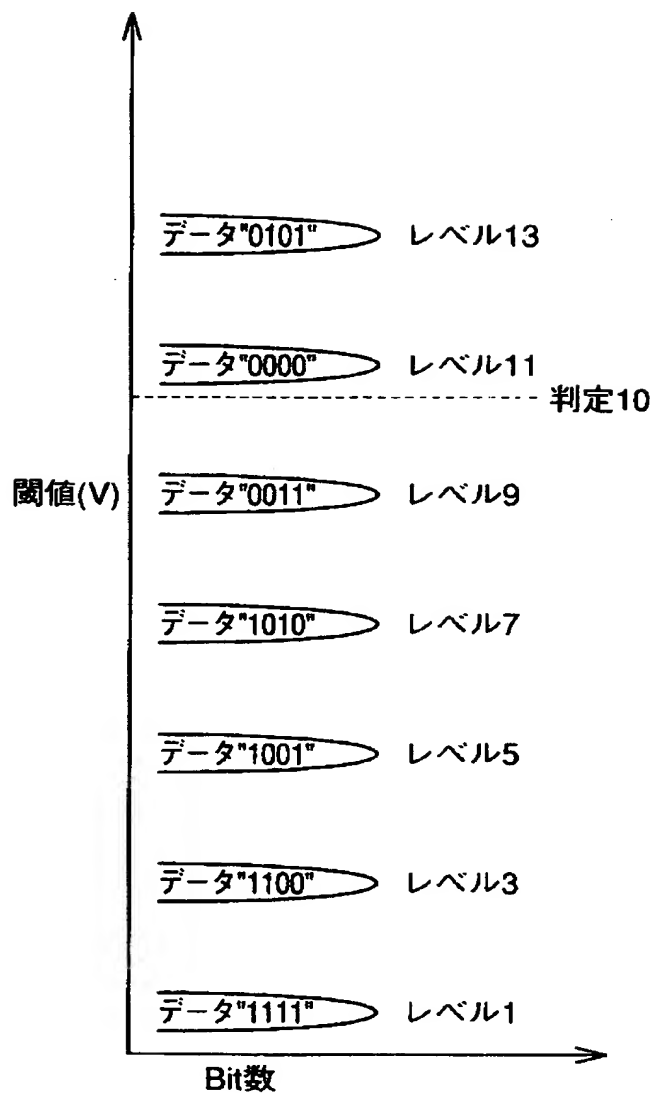 データ"0101" レベル13
データ"0000" レベル11
判定10
閾値(V)
データ"0011" レベル9
データ"1010" レベル7
データ"1001" レベル5
データ"1100" レベル3
データ"1111" レベル1
Bit数